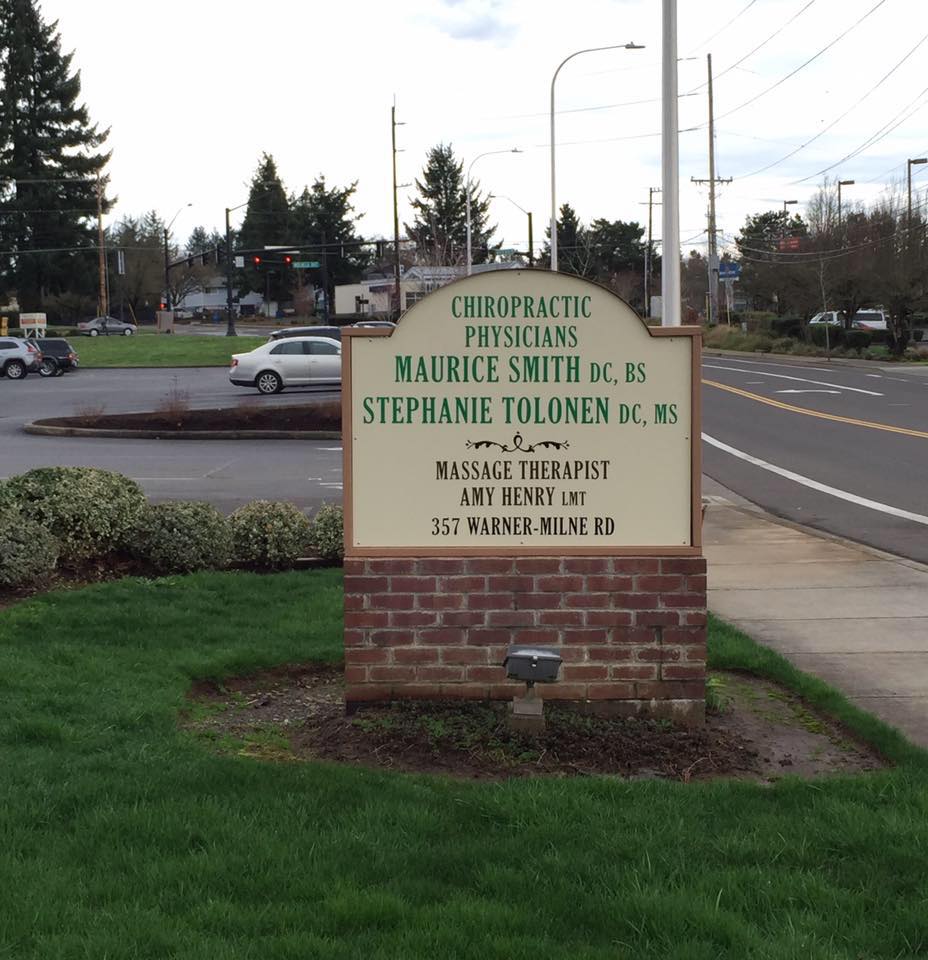 CHIROPRACTIC
PHYSICIANS
MAURICE SMITH DC, BS
STEPHANIE TOLONEN DC, MS
MASSAGE THERAPIST
AMY HENRY LMT
357 WARNER-MILNE RD